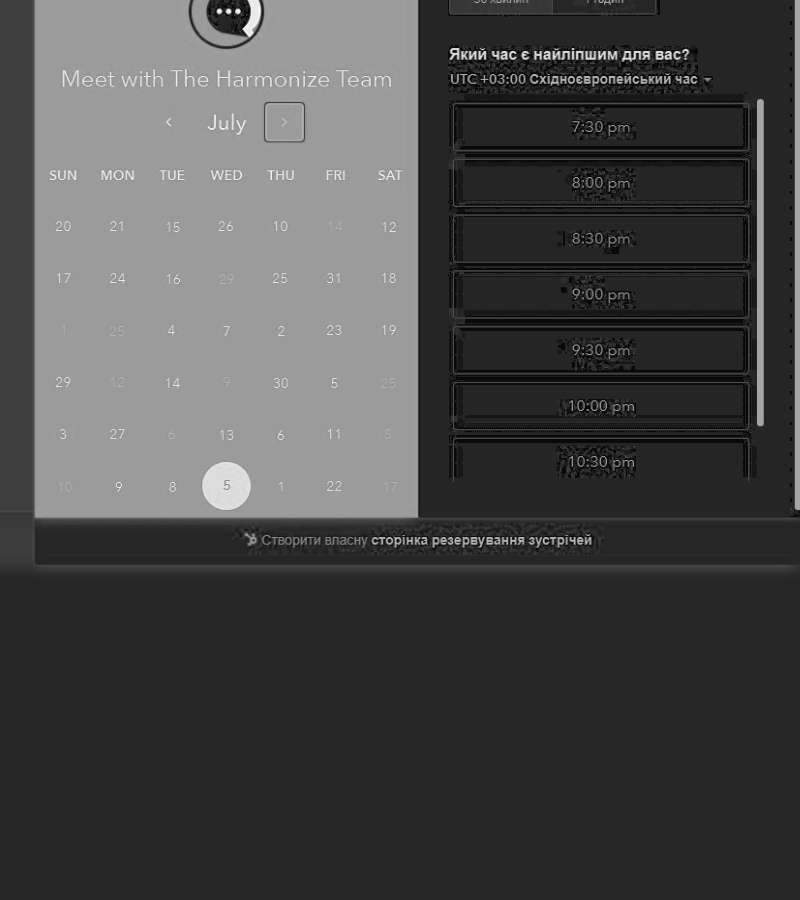 Meet with The Harmonize Team
July
SUN MON TUE WED THU FRI SAT
20 21 15 26 10 14 12
17 24 16 29 25 31 18
1 25 4 7 2 23 19
29 12 14 9 30 5 25
3 27 6 13 6 11 5
10 9 8 5 1 22 17
Який час є найліпшим для вас?
UTC +03:00 Східноєвропейський час
7:30 pm
8:00 pm
8:30 pm
9:00 pm
9:30 pm
10:00 pm
10:30 pm
Створити власну сторінка резервування зустрічей